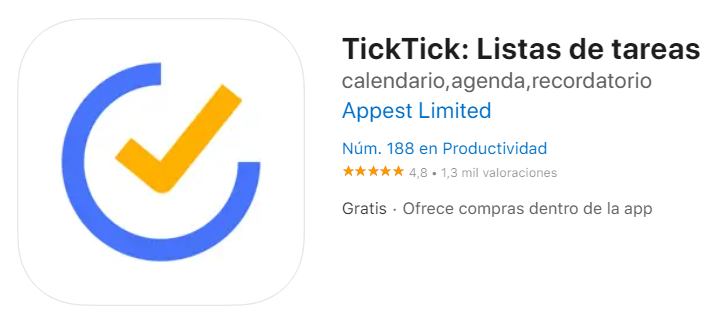 TickTick: Listas de tareas
calendario,agenda,recordatorio
Appest Limited
Núm. 188 en Productividad
4,8 • 1,3 mil valoraciones
Gratis · Ofrece compras dentro de la app